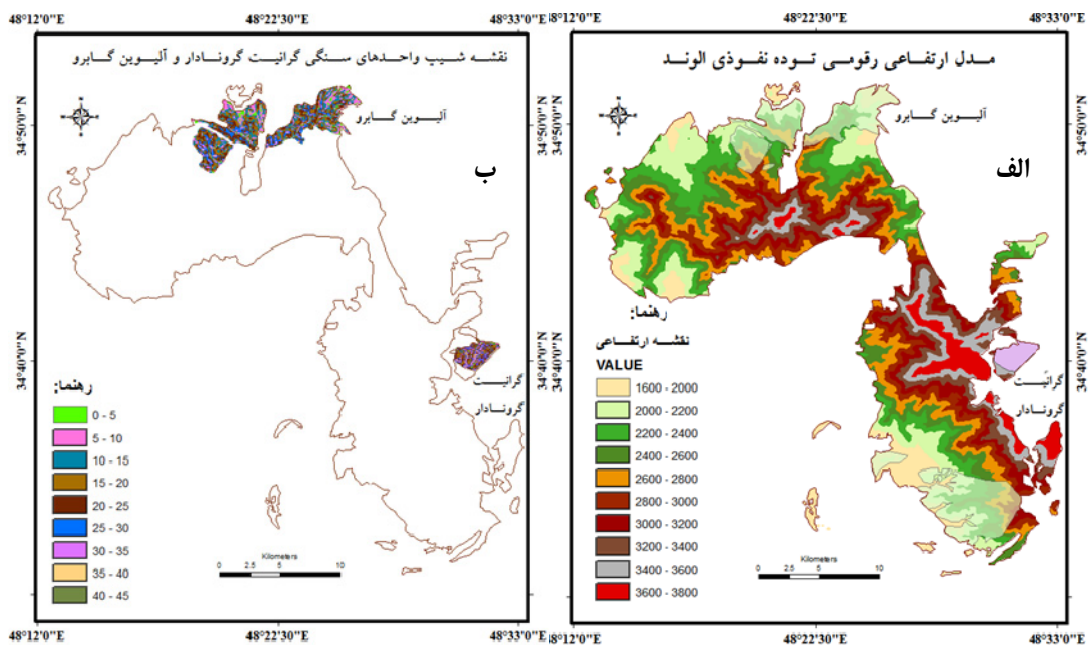 48°12'0"E
48°22'30"E
48°33'0"E
48°12'0"E
48°22'30"E
48°33'0"E
مدل ارتفاعی رقومی توده نفوذی الوند
الف
آلیوین گابرو
گرانیت
گرونادار
34°50'0"N
34°40'0"N
34°50'0"N
34°40'0"N
رهنما:
نقشه ارتفاعی
VALUE
1600 - 2000
2000 - 2200
2200 - 2400
2400 - 2600
2600 - 2800
2800 - 3000
3000 - 3200
3200 - 3400
3400 - 3600
3600 - 3800
Kilometers
0 2.5 5 10
نقشه شیب واحدهای سنگی گرانیت گرونادار و آلیوین گابرو
ب
آلیوین گابرو
گرانیت
گرونادار
34°50'0"N
34°40'0"N
رهنما:
0 - 5
5 - 10
10 - 15
15 - 20
20 - 25
25 - 30
30 - 35
35 - 40
40 - 45
Kilometers
0 2.5 5 10
48°12'0"E
48°22'30"E
48°33'0"E
48°12'0"E
48°22'30"E
48°33'0"E